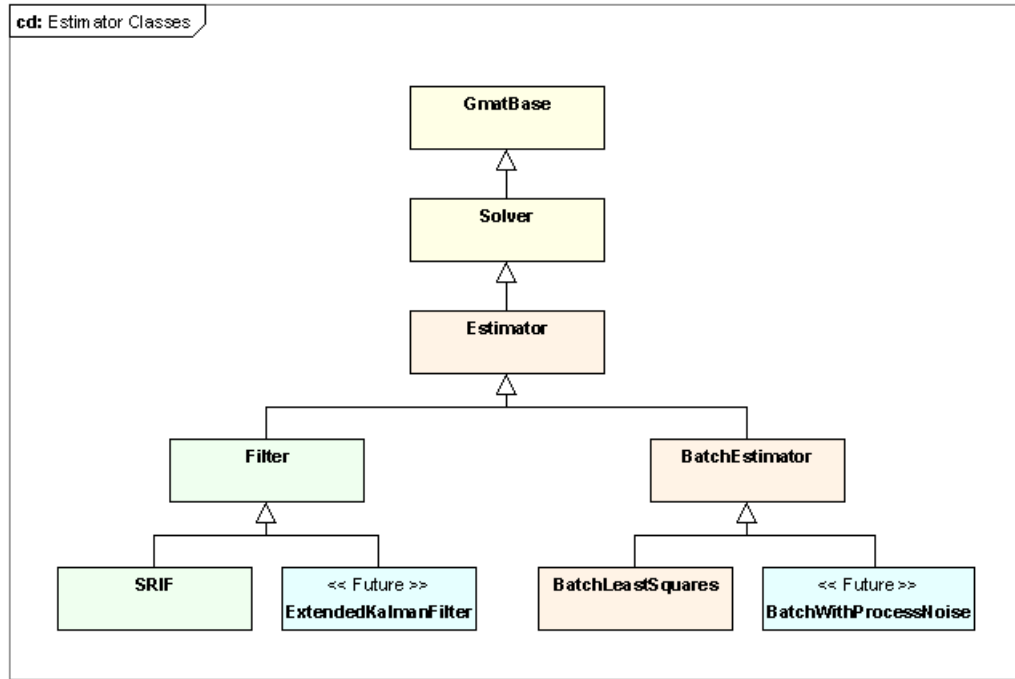 cd: Estimator Classes
GmatBase
Solver
Estimator
Filter
BatchEstimator
SRIF
<< Future >>
ExtendedKalmanFilter
BatchLeastSquares
<< Future >>
BatchWithProcessNoise